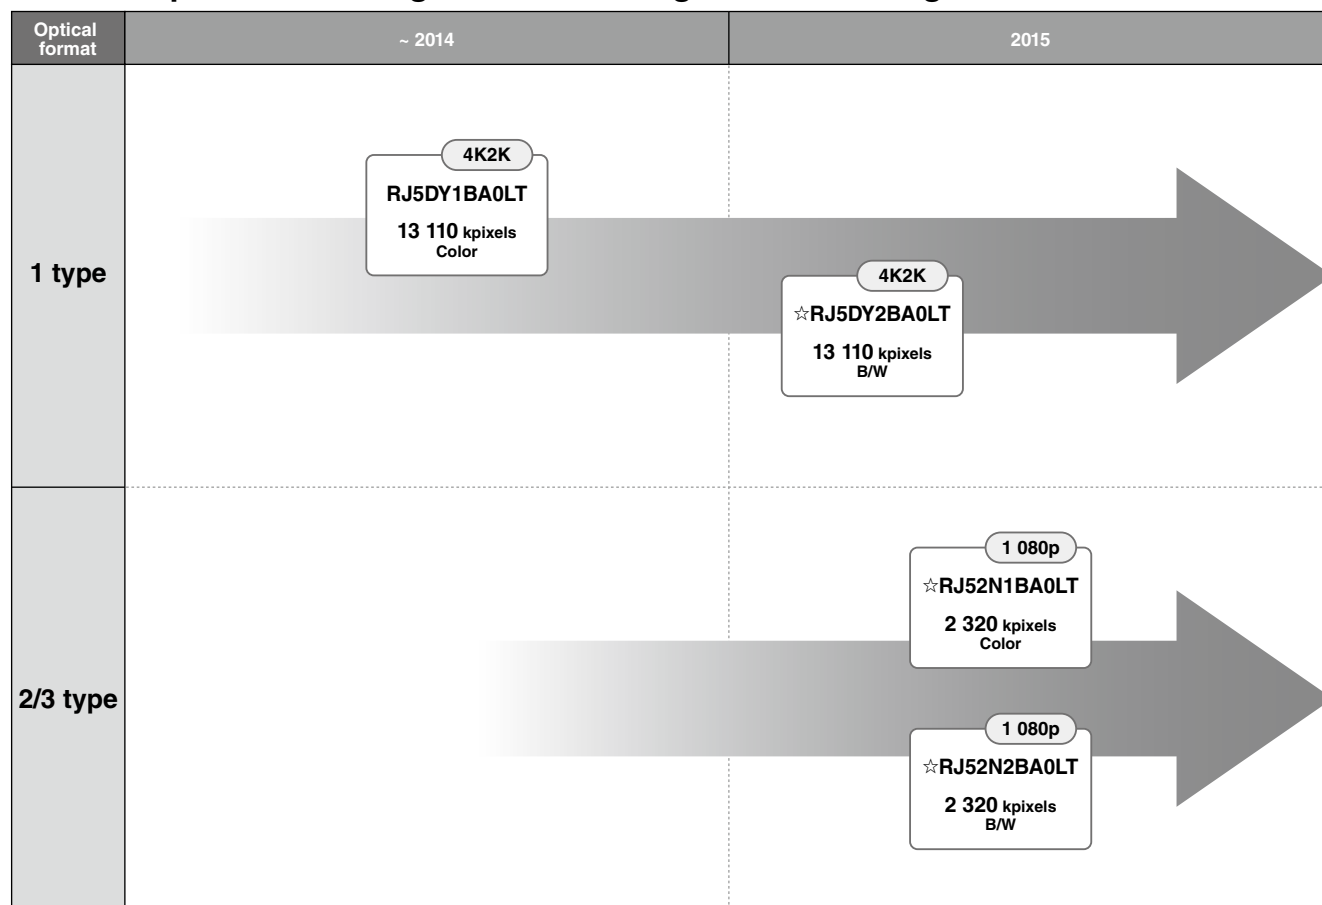 Optical
format
~ 2014
2015
1 type
4K2K
RJ5DY1BA0LT
13 110 kpixels
Color
4K2K
☆RJ5DY2BA0LT
13 110 kpixels
B/W
2/3 type
1 080p
☆RJ52N1BA0LT
2 320 kpixels
Color
1 080p
☆RJ52N2BA0LT
2 320 kpixels
B/W